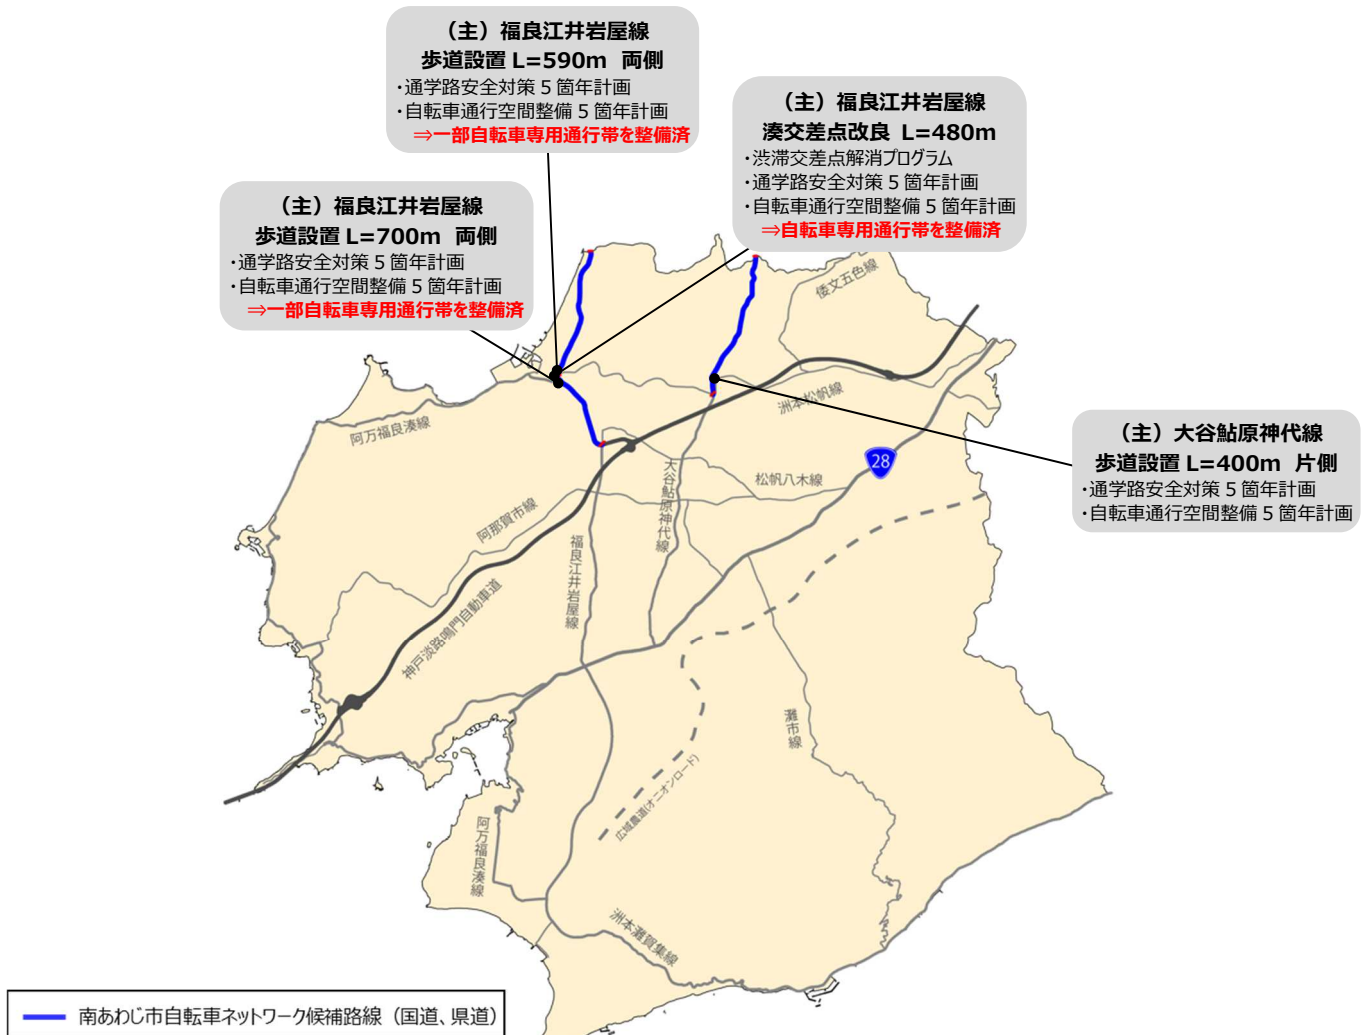 （主）福良江井岩屋線
歩道設置 L=590m 両側
・通学路安全対策５箇年計画
・自転車通行空間整備５箇年計画
⇒一部自転車専用通行帯を整備済
（主）福良江井岩屋線
湊交差点改良 L=480m
・渋滞交差点解消プログラム
・通学路安全対策５箇年計画
・自転車通行空間整備５箇年計画
⇒自転車専用通行帯を整備済
（主）福良江井岩屋線
歩道設置 L=700m 両側
・通学路安全対策５箇年計画
・自転車通行空間整備５箇年計画
⇒一部自転車専用通行帯を整備済
（主）大谷鮎原神代線
歩道設置 L=400m 片側
・通学路安全対策５箇年計画
・自転車通行空間整備５箇年計画
倭文五色線
洲本松帆線
阿万福良湊線
28
松帆八木線
大谷鮎原神代線
阿那賀市線
福良江井岩屋線
神戸淡路鳴門自動車道
灘市線
広域農道(オニオンロード)
阿万福良湊線
洲本灘賀集線
南あわじ市自転車ネットワーク候補路線（国道、県道）